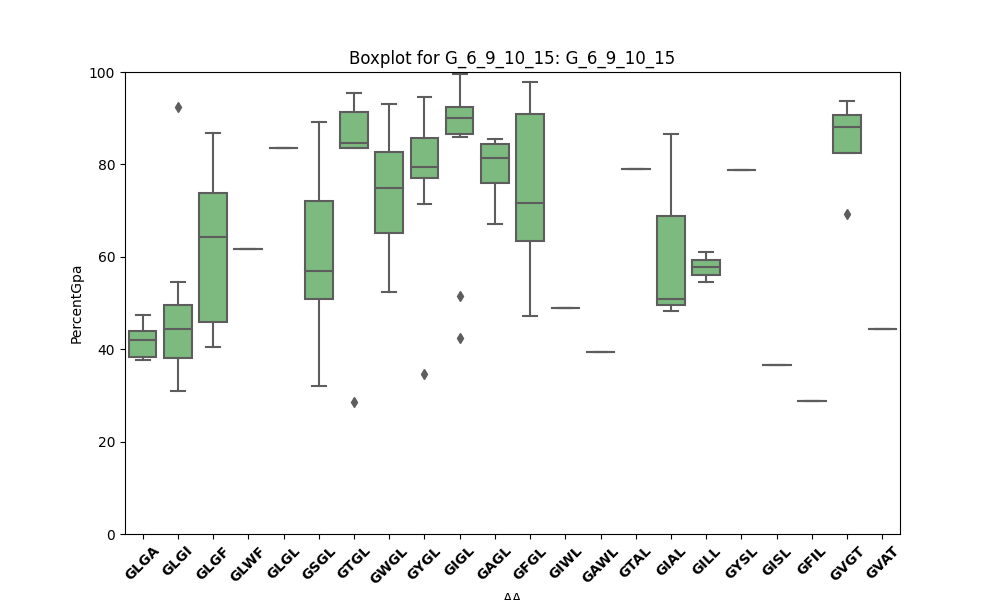 Boxplot for G_6_9_10_15: G_6_9_10_15
100
80
60
40
20
0
PercentGpa
GLGA GLGI GLGF GLWF GLGL GSGL GTGL GWGL GYGL GIGL GAGL GFGL GIWL GAWL GTAL GIAL GILL GYSL GISL GFIL GVGT GVAT
AA